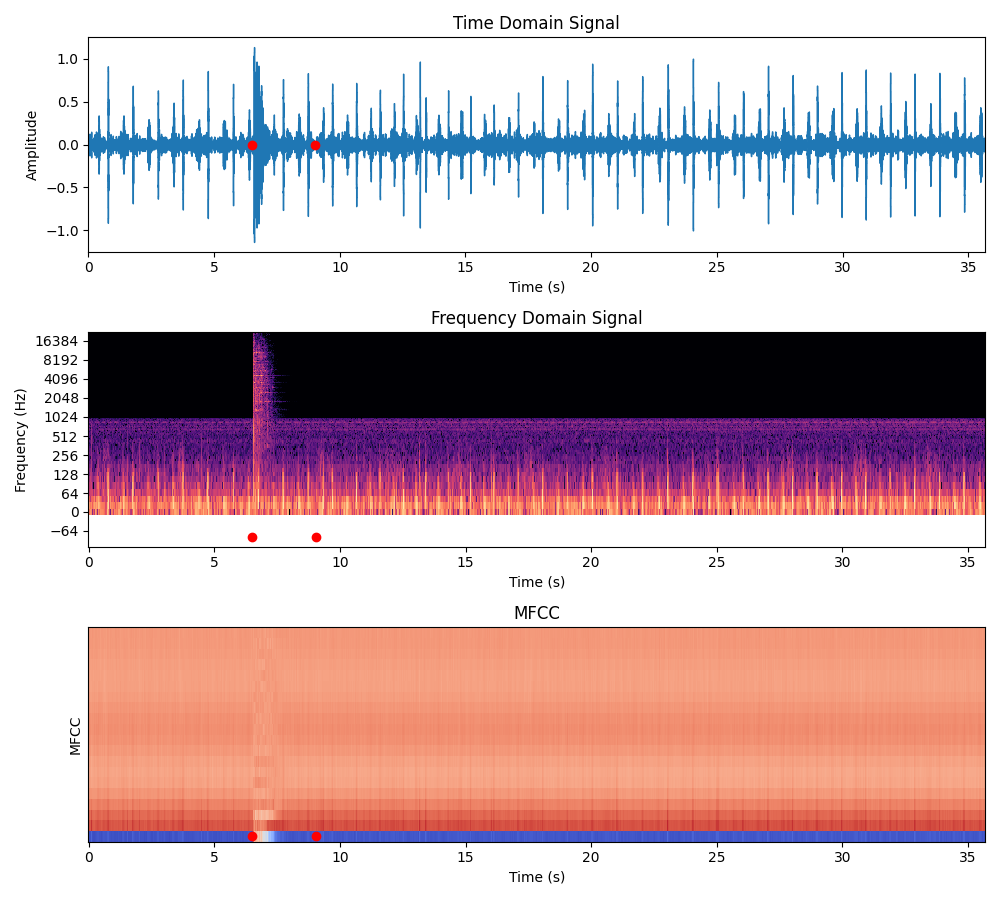 Time Domain Signal
1.0
0.5
0.0
−0.5
−1.0
Amplitude
0 5 10 15 20 25 30 35
Time (s)
Frequency Domain Signal
16384
8192
4096
2048
1024
512
256
128
64
0
−64
Frequency (Hz)
0 5 10 15 20 25 30 35
Time (s)
MFCC
MFCC
0 5 10 15 20 25 30 35
Time (s)